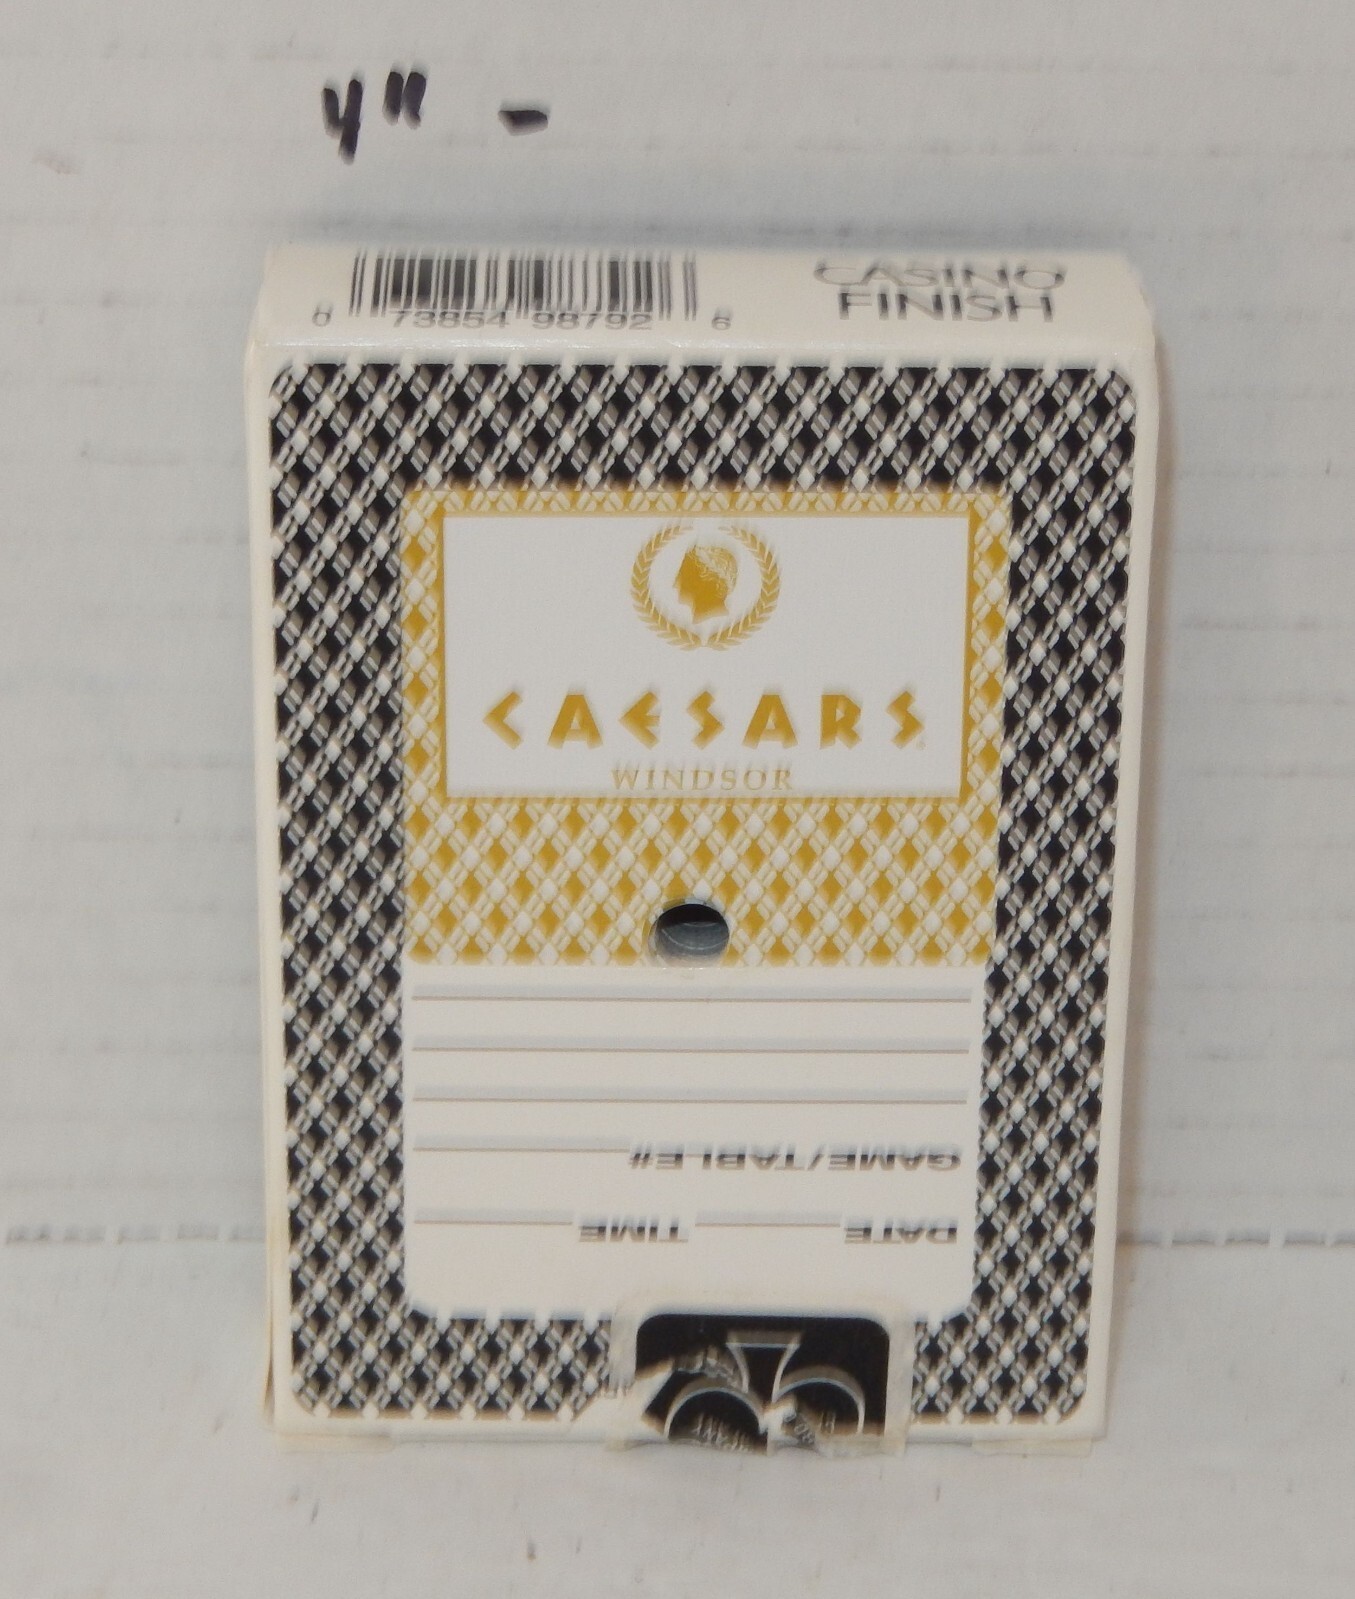 4" -
0 73854 98792 6
CASINO
FINISH
CAESARS
WINDSOR
GAME/TABLE#
DATE TIME